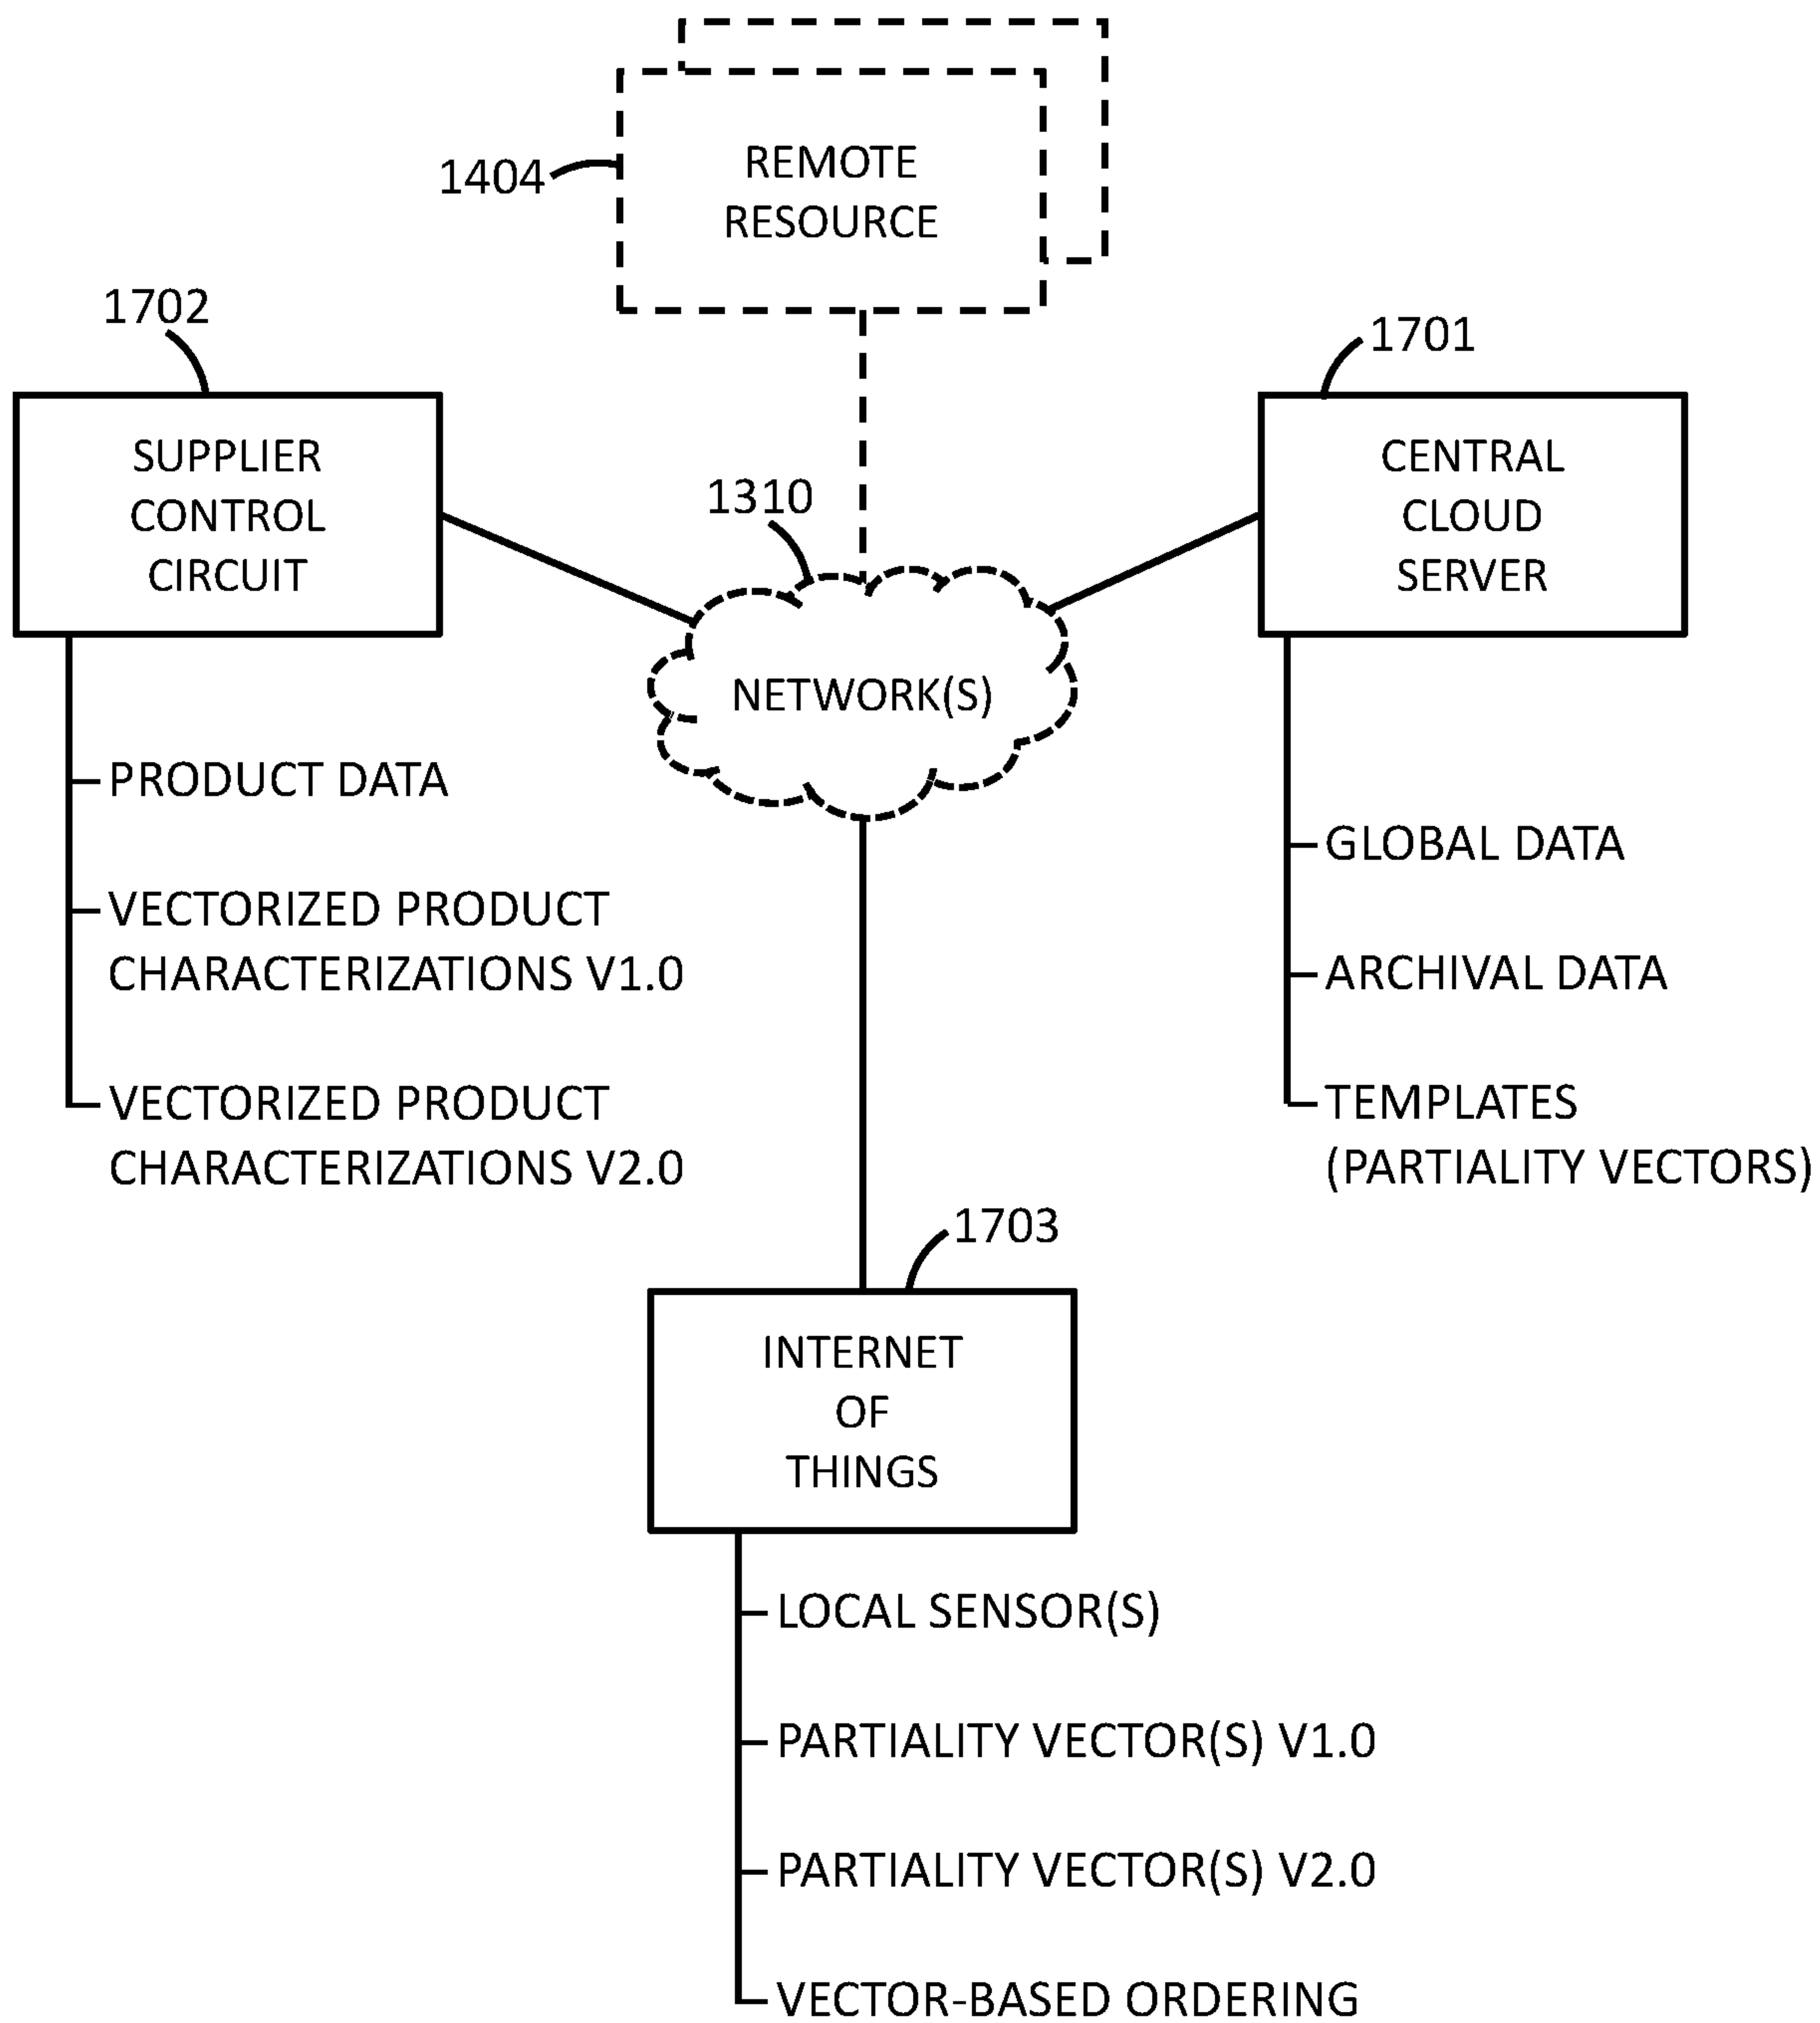 1404
REMOTE
RESOURCE
1702
SUPPLIER
CONTROL
CIRCUIT
1701
CENTRAL
CLOUD
SERVER
1310
NETWORK(S)
PRODUCT DATA
VECTORIZED PRODUCT
CHARACTERIZATIONS V1.0
VECTORIZED PRODUCT
CHARACTERIZATIONS V2.0
GLOBAL DATA
ARCHIVAL DATA
TEMPLATES
(PARTIALITY VECTORS)
1703
INTERNET
OF
THINGS
LOCAL SENSOR(S)
PARTIALITY VECTOR(S) V1.0
PARTIALITY VECTOR(S) V2.0
VECTOR-BASED ORDERING